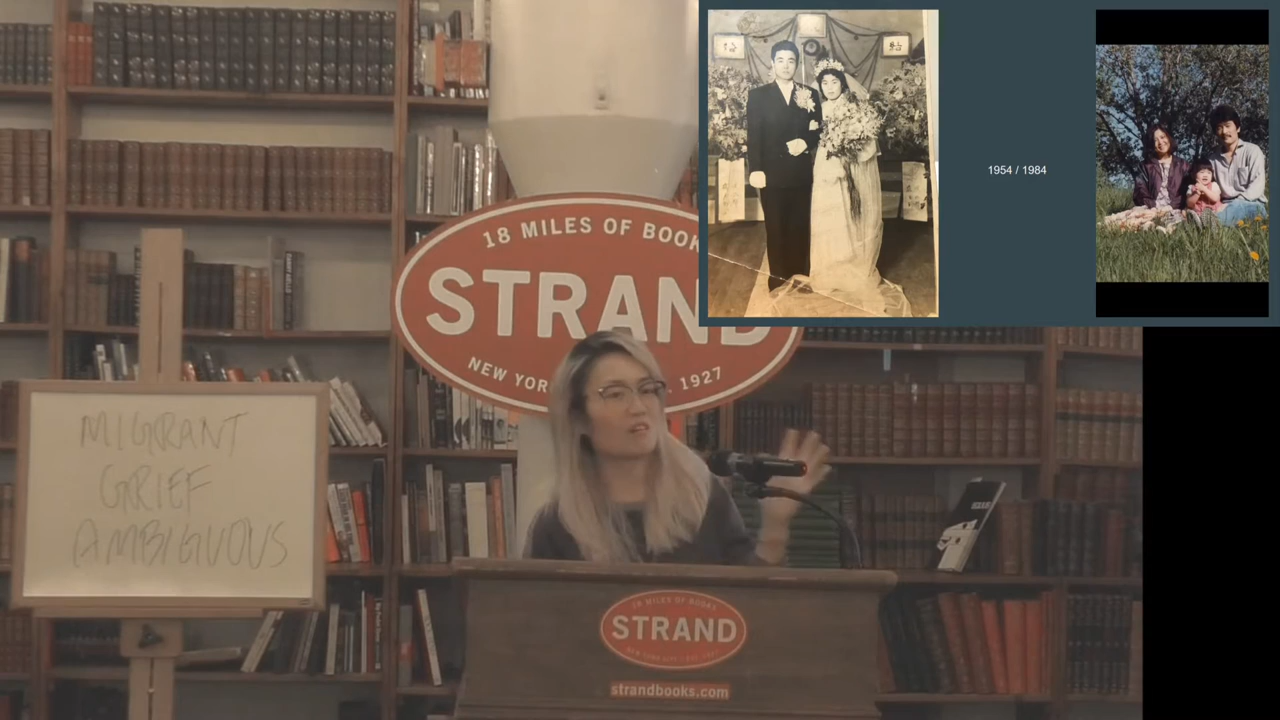 1954 / 1984
18 MILES OF BOOK
STRAND
NEW YOR
. 1927
MIGRANT
GRIEF
AMBIGUOUS
18 MILES OF BOOKS
STRAND
strandbooks.com